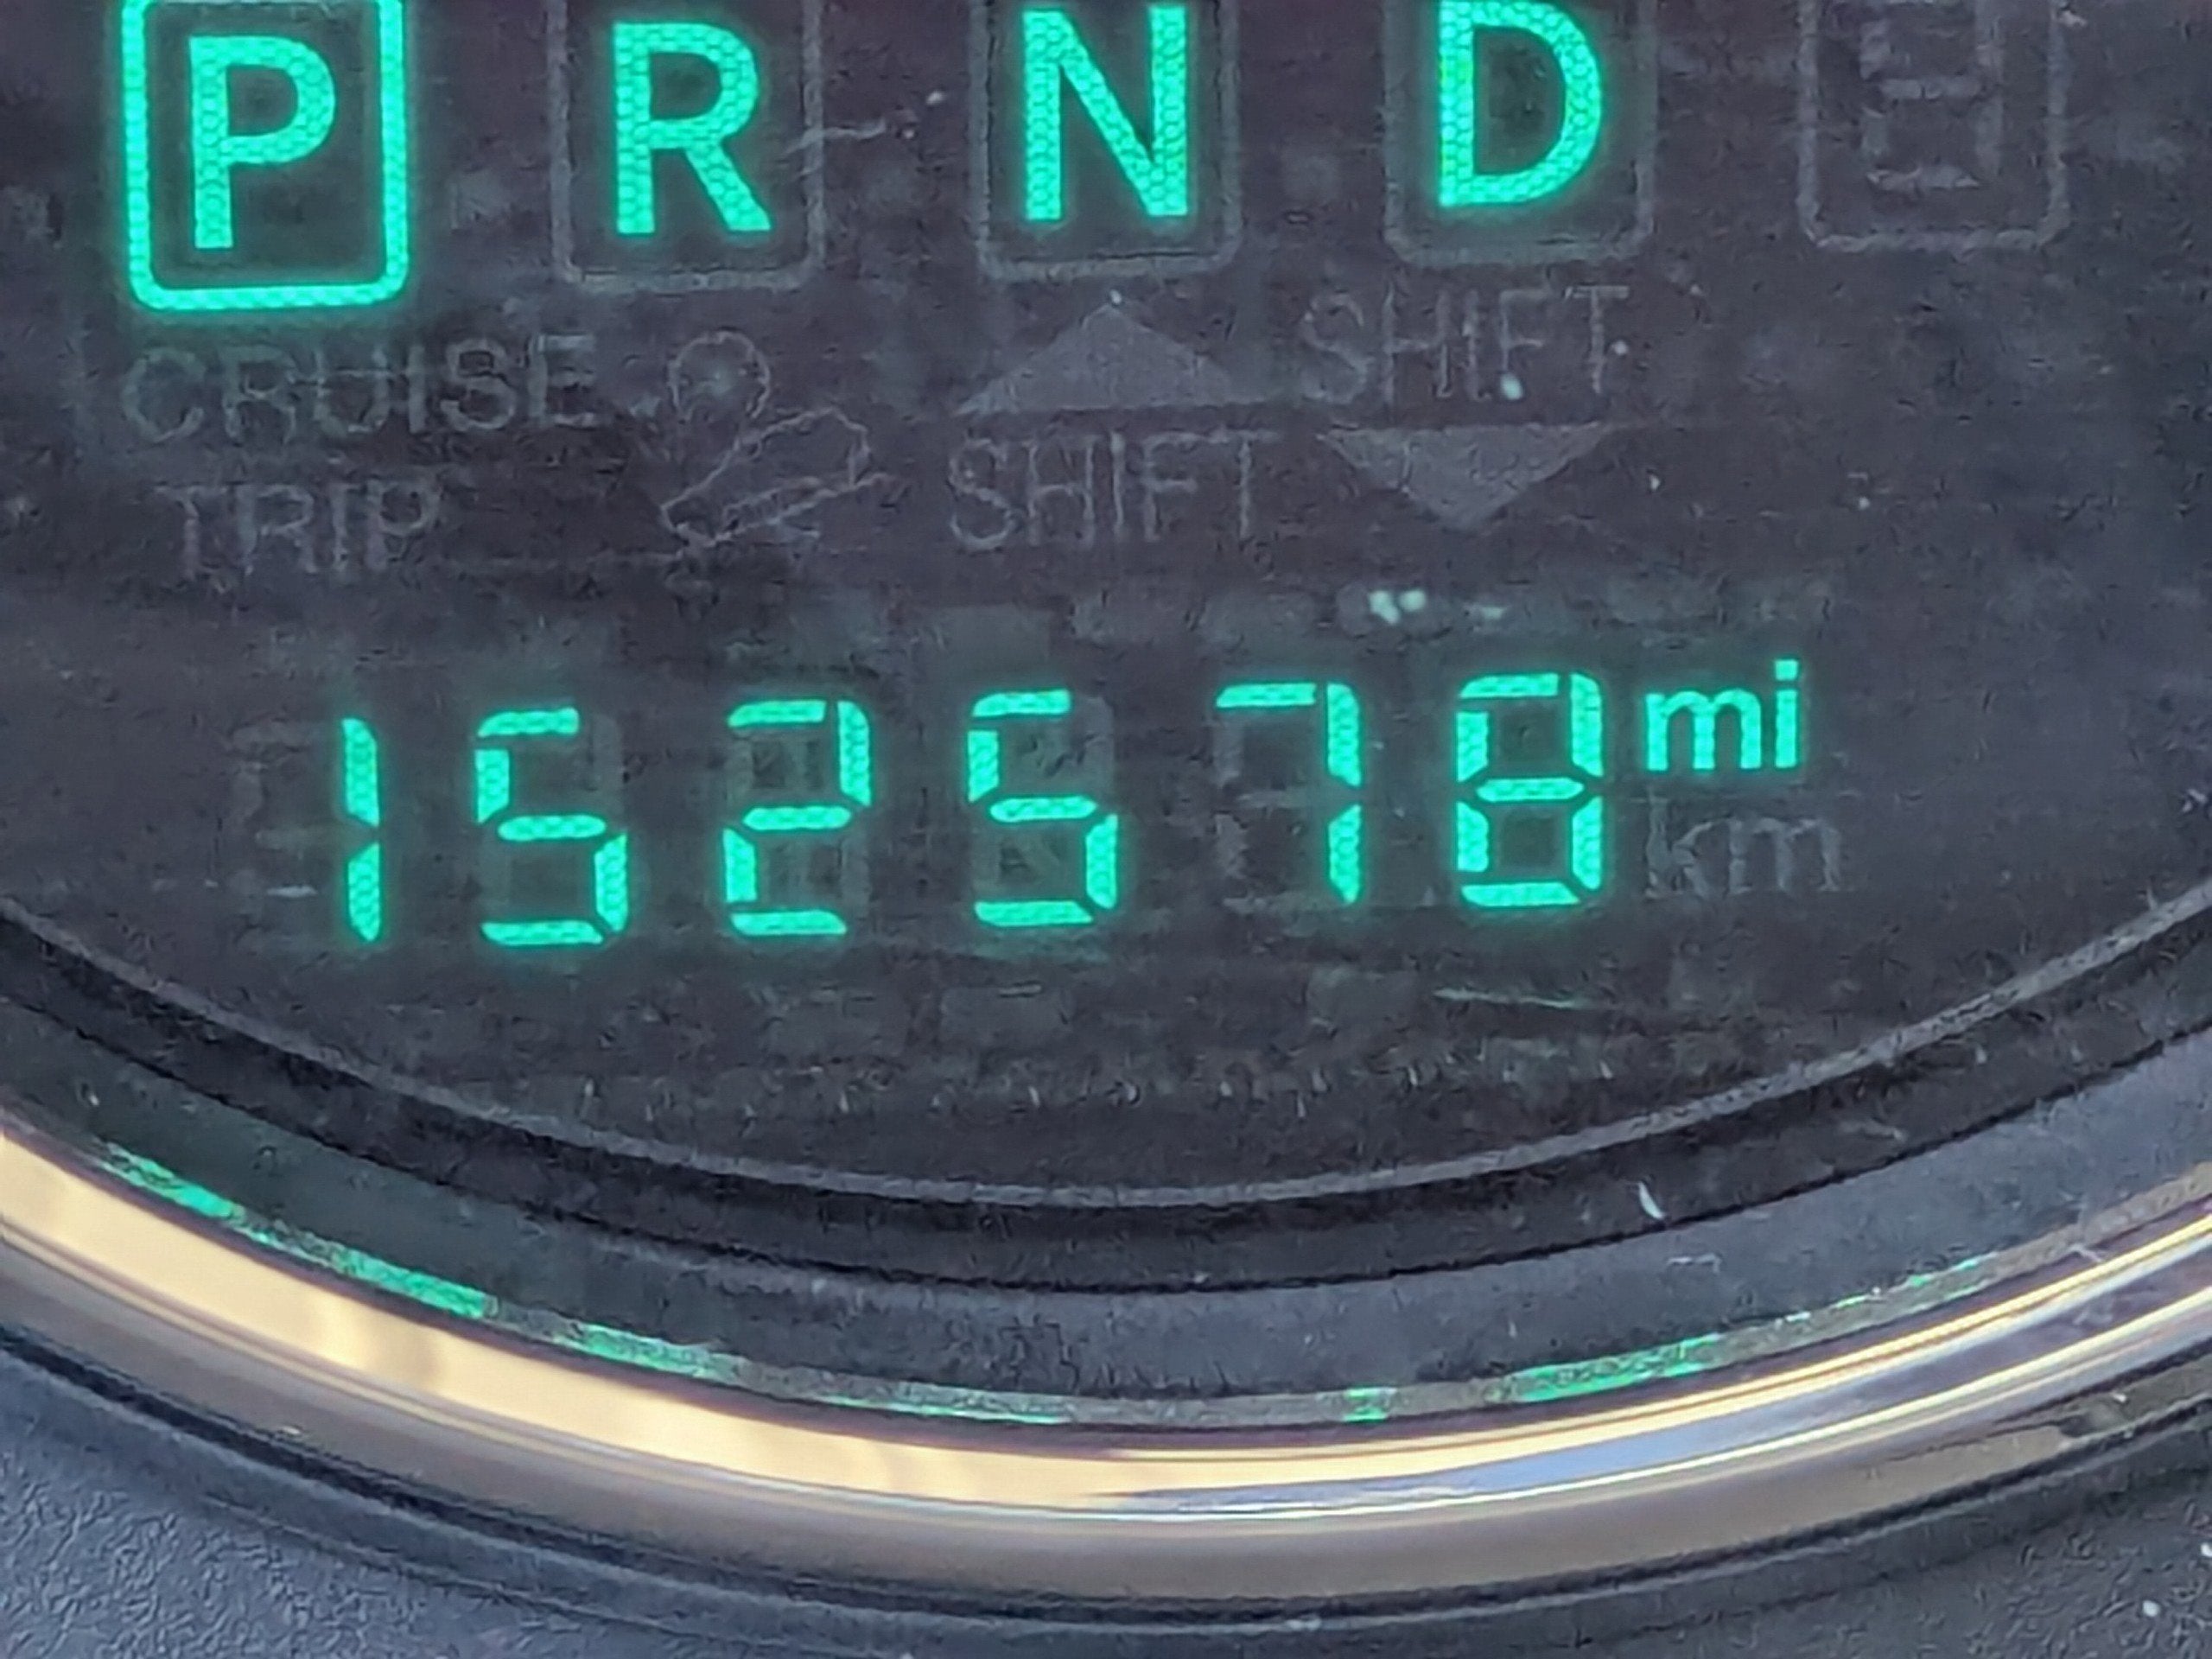 P R N D
CRUISE SHIFT
TRIP SHIFT
152578 mi
km